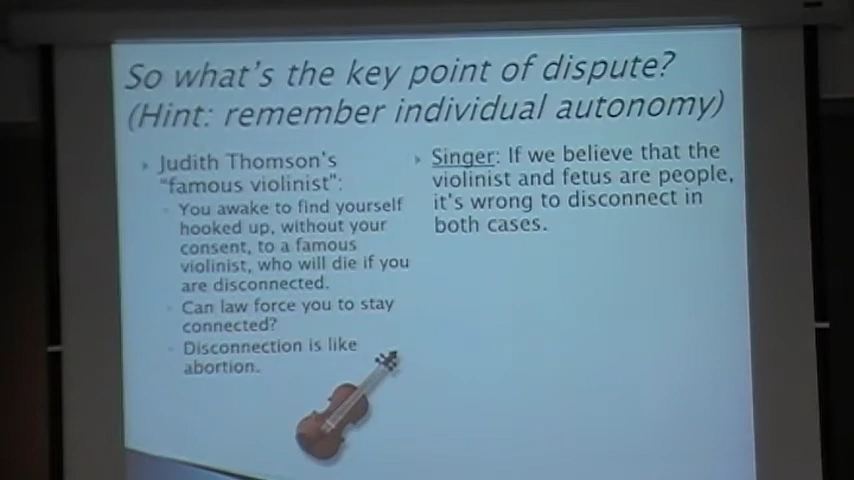 So what's the key point of dispute?
(Hint: remember individual autonomy)
Judith Thomson's
"famous violinist":
You awake to find yourself
hooked up, without your
consent, to a famous
violinist, who will die if you
are disconnected.
Can law force you to stay
connected?
Disconnection is like
abortion.
Singer: If we believe that the
violinist and fetus are people,
it's wrong to disconnect in
both cases.